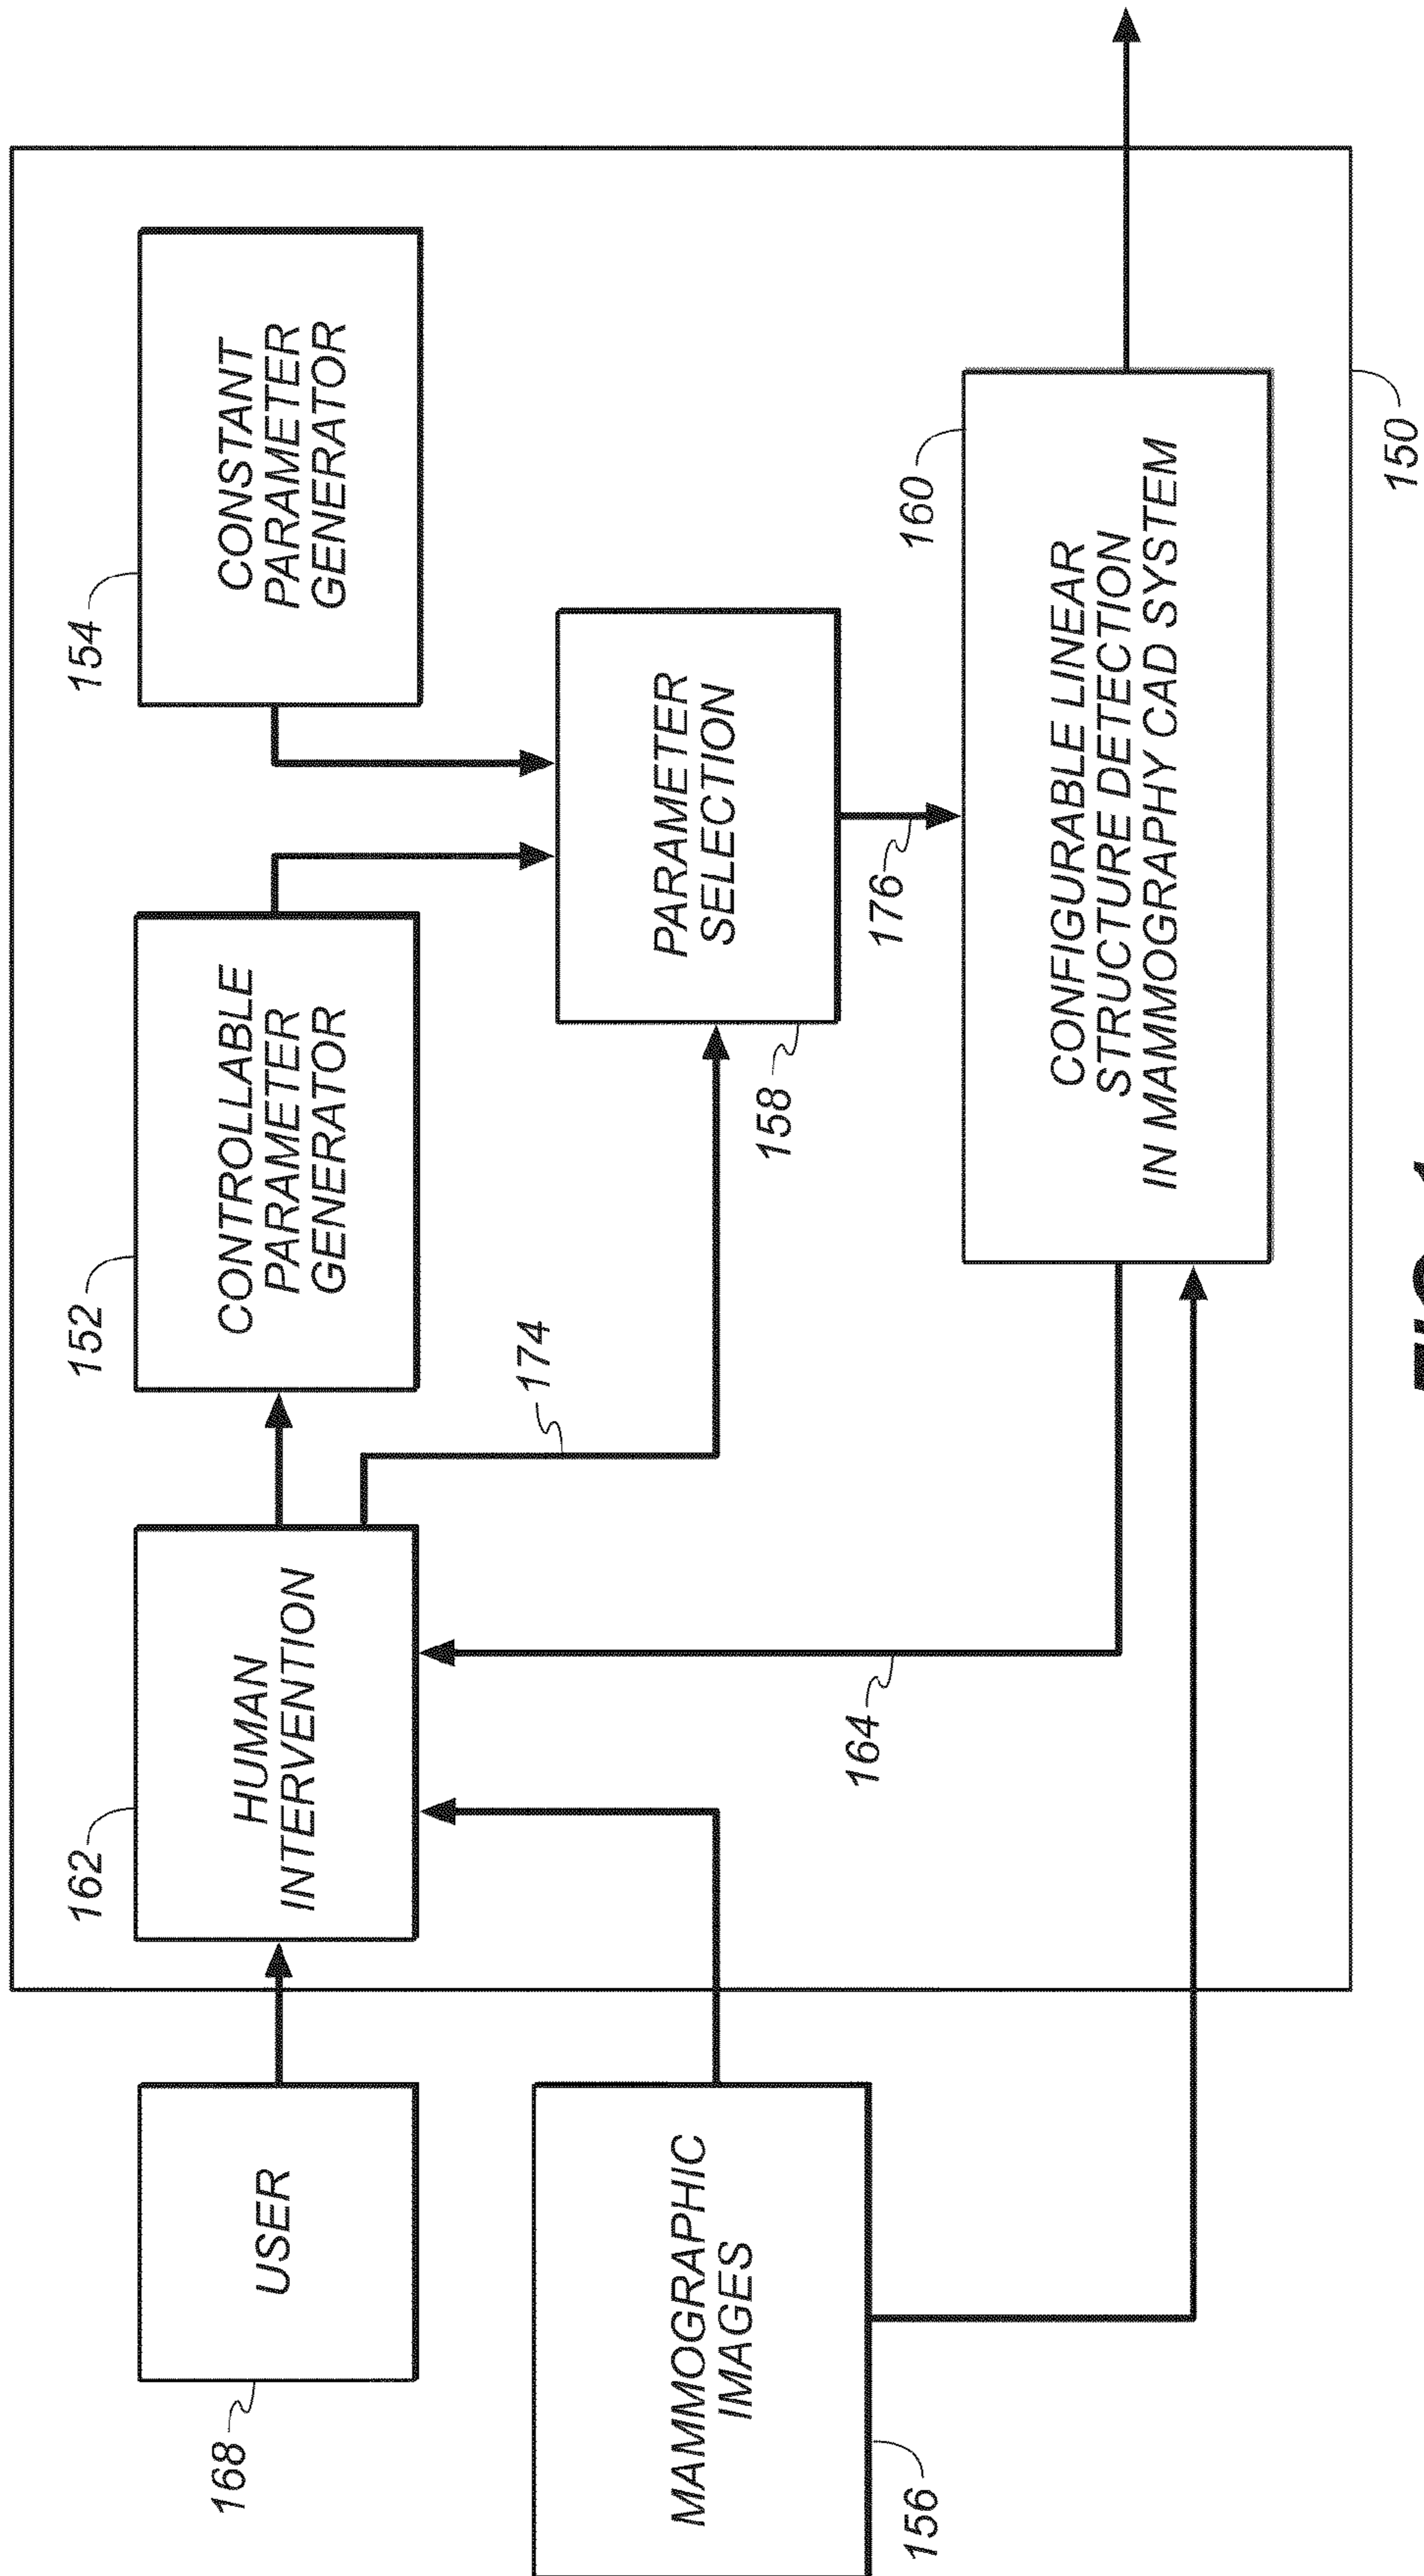 168
USER
162
HUMAN
INTERVENTION
152
CONTROLLABLE
PARAMETER
GENERATOR
154
CONSTANT
PARAMETER
GENERATOR
174
156
MAMMOGRAPHIC
IMAGES
158
PARAMETER
SELECTION
164
176
160
CONFIGURABLE LINEAR
STRUCTURE DETECTION
IN MAMMOGRAPHY CAD SYSTEM
150